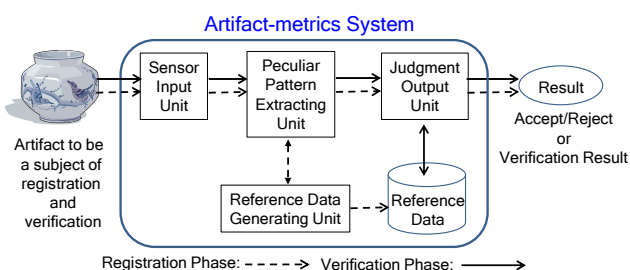 Artifact-metrics System
Sensor
Input
Unit
Peculiar
Pattern
Extracting
Unit
Judgment
Output
Unit
Result
Accept/Reject
or
Verification Result
Artifact to be
a subject of
registration
and
verification
Reference Data
Generating Unit
Reference
Data
Registration Phase:
Verification Phase: